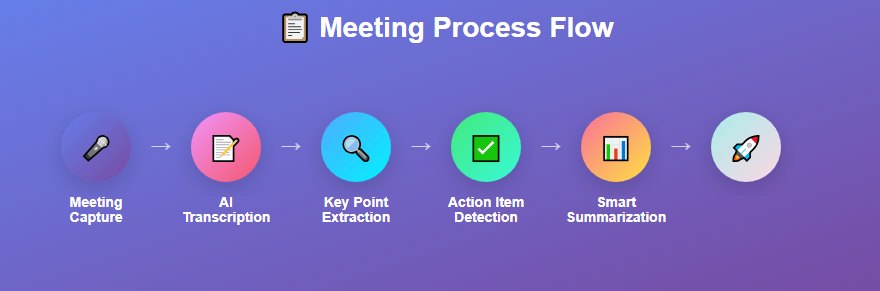 Meeting Process Flow
Meeting
Capture
AI
Transcription
Key Point
Extraction
Action Item
Detection
Smart
Summarization